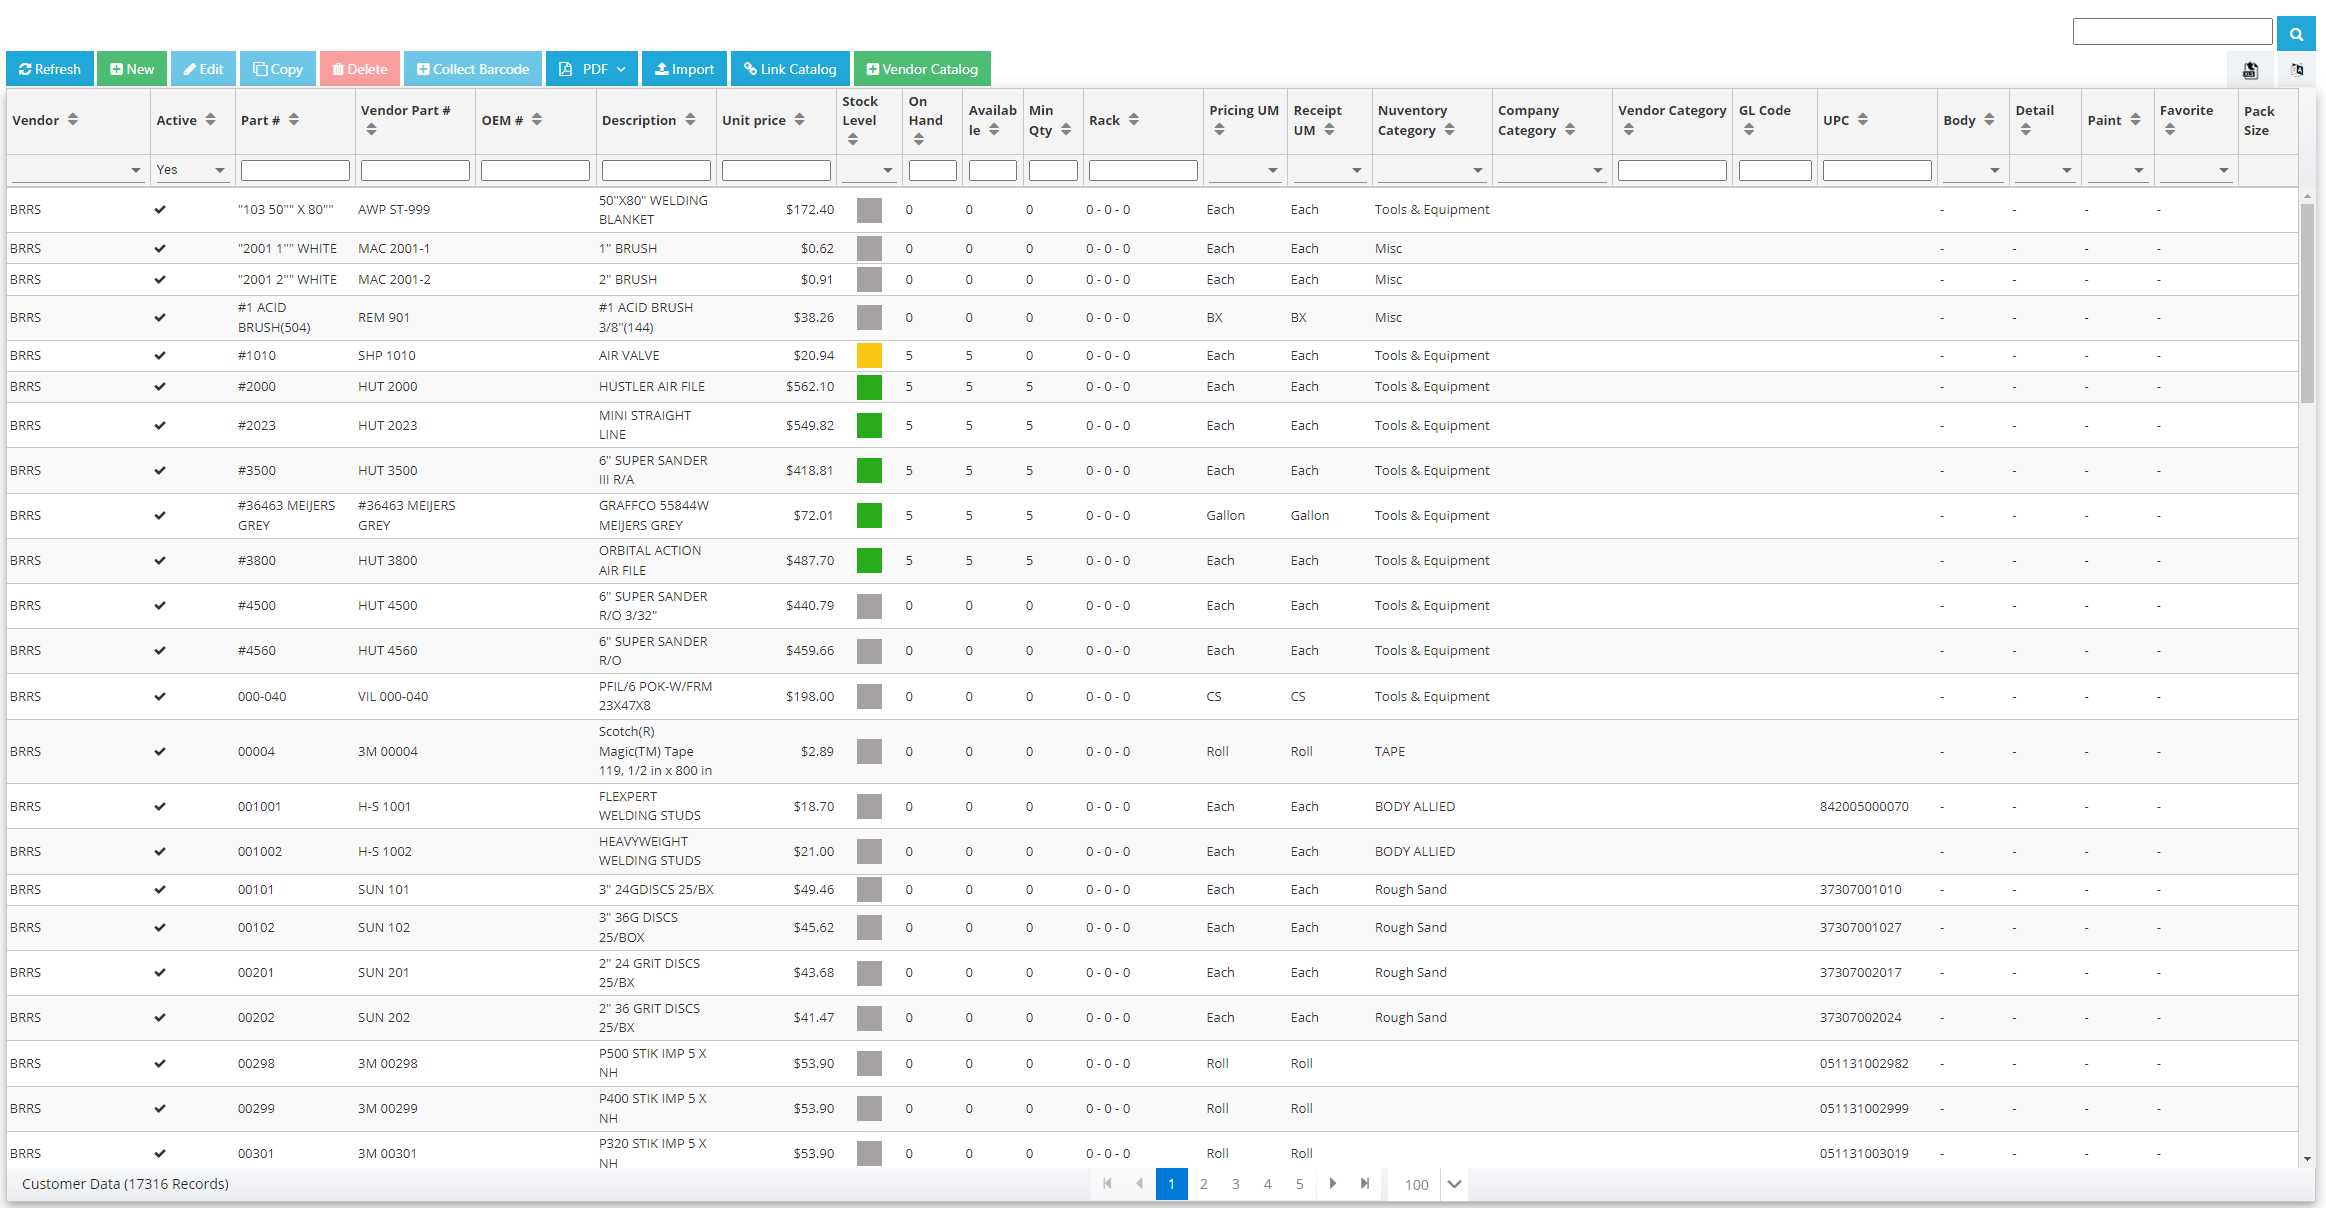 Refresh New Edit Copy Delete Collect Barcode PDF Import Link Catalog Vendor Catalog
Vendor Active Part # Vendor Part # OEM # Description Unit price Stock Level On Hand Availab le Min Qty Rack Pricing UM Receipt UM Nuventory Category Company Category Vendor Category GL Code UPC Body Detail Paint Favorite Pack Size
Yes
BRRS "103 50"" X 80"" AWP ST-999 50"X80" WELDING BLANKET $172.40 0 0 0 0 - 0 - 0 Each Each Tools & Equipment - - - -
BRRS "2001 1"" WHITE MAC 2001-1 1" BRUSH $0.62 0 0 0 0 - 0 - 0 Each Each Misc - - - -
BRRS "2001 2"" WHITE MAC 2001-2 2" BRUSH $0.91 0 0 0 0 - 0 - 0 Each Each Misc - - - -
BRRS #1 ACID BRUSH(504) REM 901 #1 ACID BRUSH 3/8"(144) $38.26 0 0 0 0 - 0 - 0 BX BX Misc - - - -
BRRS #1010 SHP 1010 AIR VALVE $20.94 5 5 0 0 - 0 - 0 Each Each Tools & Equipment - - - -
BRRS #2000 HUT 2000 HUSTLER AIR FILE $562.10 5 5 5 0 - 0 - 0 Each Each Tools & Equipment - - - -
BRRS #2023 HUT 2023 MINI STRAIGHT LINE $549.82 5 5 5 0 - 0 - 0 Each Each Tools & Equipment - - - -
BRRS #3500 HUT 3500 6" SUPER SANDER III R/A $418.81 5 5 5 0 - 0 - 0 Each Each Tools & Equipment - - - -
BRRS #36463 MEIJERS GREY #36463 MEIJERS GREY GRAFFCO 55844W MEIJERS GREY $72.01 5 5 5 0 - 0 - 0 Gallon Gallon Tools & Equipment - - - -
BRRS #3800 HUT 3800 ORBITAL ACTION AIR FILE $487.70 5 5 5 0 - 0 - 0 Each Each Tools & Equipment - - - -
BRRS #4500 HUT 4500 6" SUPER SANDER R/O 3/32" $440.79 0 0 0 0 - 0 - 0 Each Each Tools & Equipment - - - -
BRRS #4560 HUT 4560 6" SUPER SANDER R/O $459.66 0 0 0 0 - 0 - 0 Each Each Tools & Equipment - - - -
BRRS 000-040 VIL 000-040 PFIL/6 POK-W/FRM 23X47X8 $198.00 0 0 0 0 - 0 - 0 CS CS Tools & Equipment - - - -
BRRS 00004 3M 00004 Scotch(R) Magic(TM) Tape 119, 1/2 in x 800 in $2.89 0 0 0 0 - 0 - 0 Roll Roll TAPE - - - -
BRRS 001001 H-S 1001 FLEXPERT WELDING STUDS $18.70 0 0 0 0 - 0 - 0 Each Each BODY ALLIED 842005000070 - - - -
BRRS 001002 H-S 1002 HEAVYWEIGHT WELDING STUDS $21.00 0 0 0 0 - 0 - 0 Each Each BODY ALLIED - - - -
BRRS 00101 SUN 101 3" 24GDISCS 25/BX $49.46 0 0 0 0 - 0 - 0 Each Each Rough Sand 37307001010 - - - -
BRRS 00102 SUN 102 3" 36G DISCS 25/BOX $45.62 0 0 0 0 - 0 - 0 Each Each Rough Sand 37307001027 - - - -
BRRS 00201 SUN 201 2" 24 GRIT DISCS 25/BX $43.68 0 0 0 0 - 0 - 0 Each Each Rough Sand 37307002017 - - - -
BRRS 00202 SUN 202 2" 36 GRIT DISCS 25/BX $41.47 0 0 0 0 - 0 - 0 Each Each Rough Sand 37307002024 - - - -
BRRS 00298 3M 00298 P500 STIK IMP 5 X NH $53.90 0 0 0 0 - 0 - 0 Roll Roll 051131002982 - - - -
BRRS 00299 3M 00299 P400 STIK IMP 5 X NH $53.90 0 0 0 0 - 0 - 0 Roll Roll 051131002999 - - - -
BRRS 00301 3M 00301 P320 STIK IMP 5 X NH $53.90 0 0 0 0 - 0 - 0 Roll Roll 051131003019 - - - -
Customer Data (17316 Records) 1 2 3 4 5 100